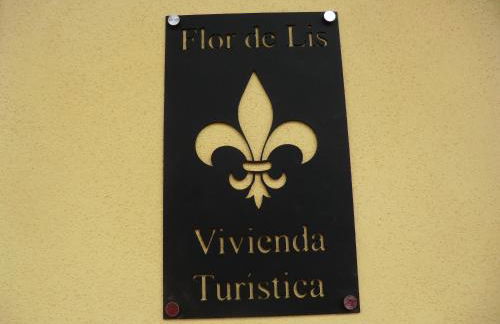 Flor de Lis
Vivienda
Turística